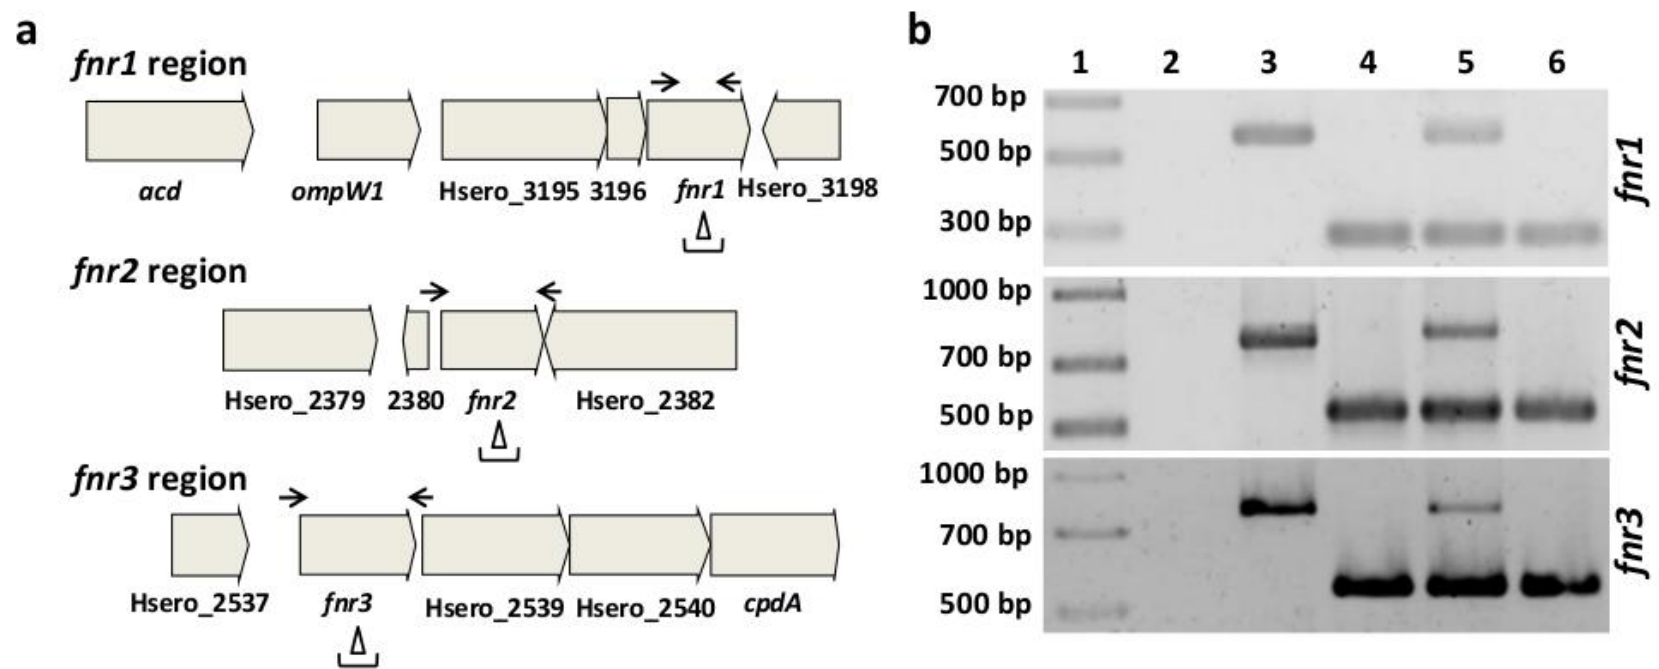 a
fnr1 region
acd ompW1 Hsero_3195 3196 fnr1 Hsero_3198
Δ
fnr2 region
Hsero_2379 2380 fnr2 Hsero_2382
Δ
fnr3 region
Hsero_2537 fnr3 Hsero_2539 Hsero_2540 cpdA
Δ
b
1 2 3 4 5 6
700 bp
500 bp
300 bp
fnr1
1000 bp
700 bp
500 bp
fnr2
1000 bp
700 bp
500 bp
fnr3